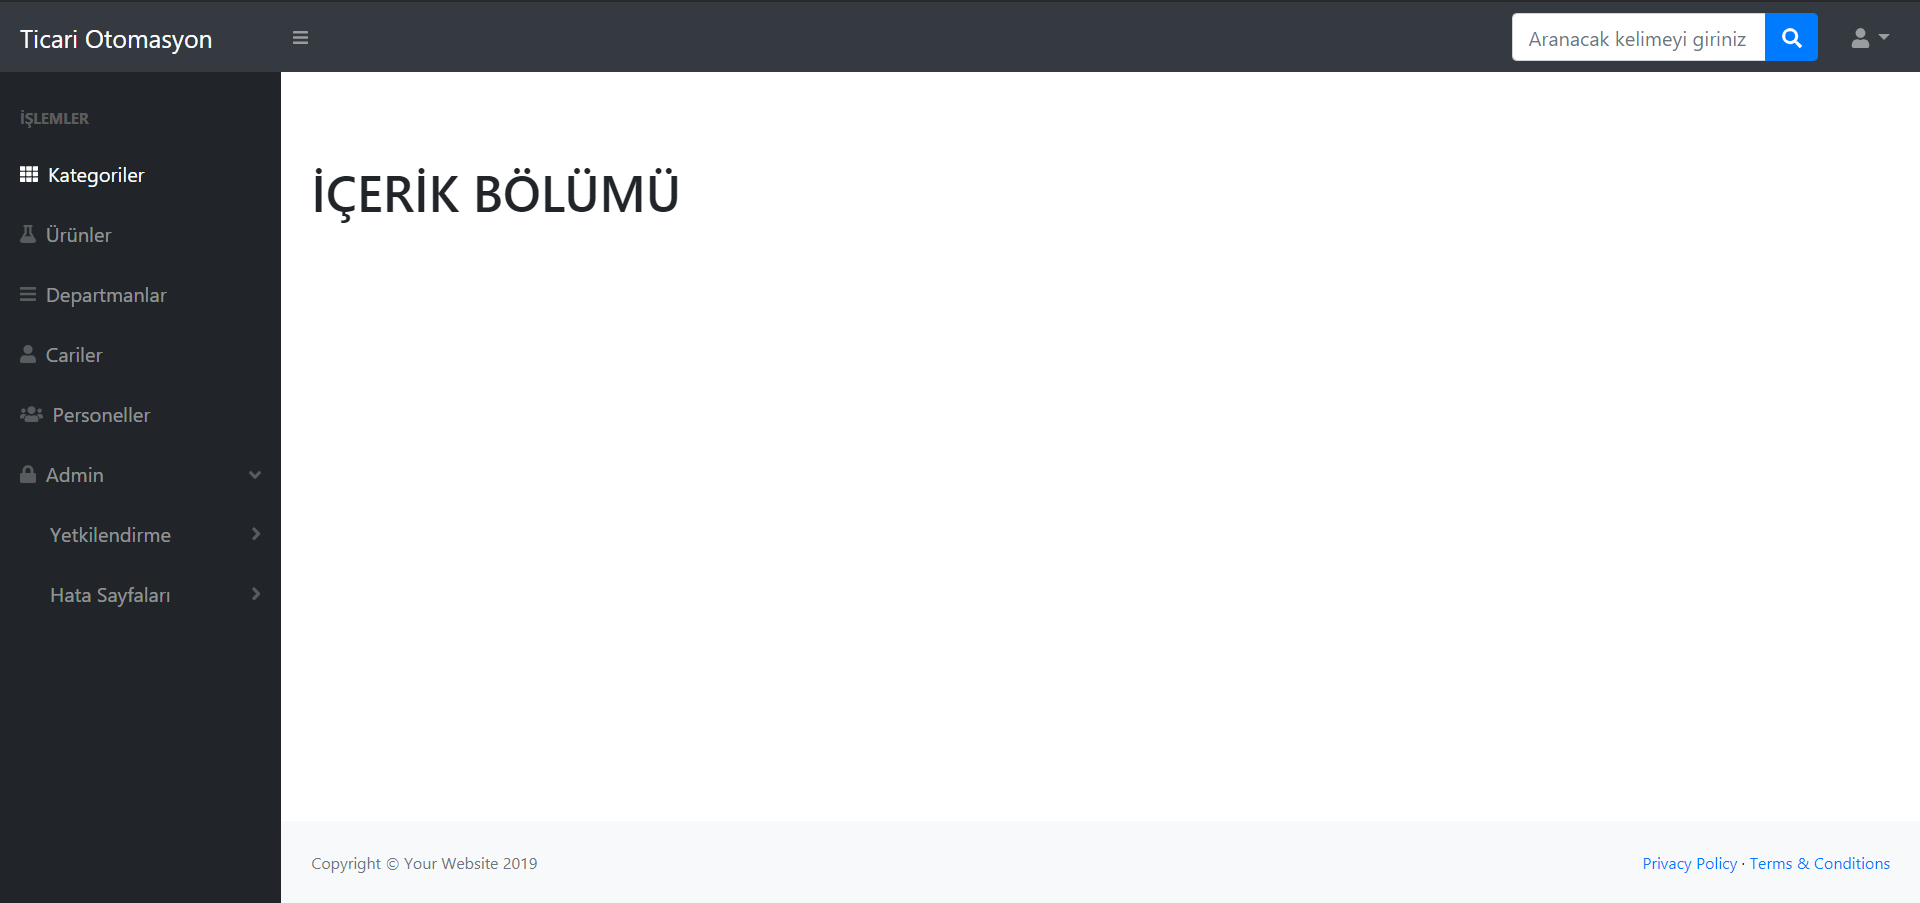 Ticari Otomasyon
Aranacak kelimeyi giriniz
İŞLEMLER
Kategoriler
Ürünler
Departmanlar
Cariler
Personeller
Admin
Yetkilendirme
Hata Sayfaları
İÇERİK BÖLÜMÜ
Copyright © Your Website 2019
Privacy Policy · Terms & Conditions